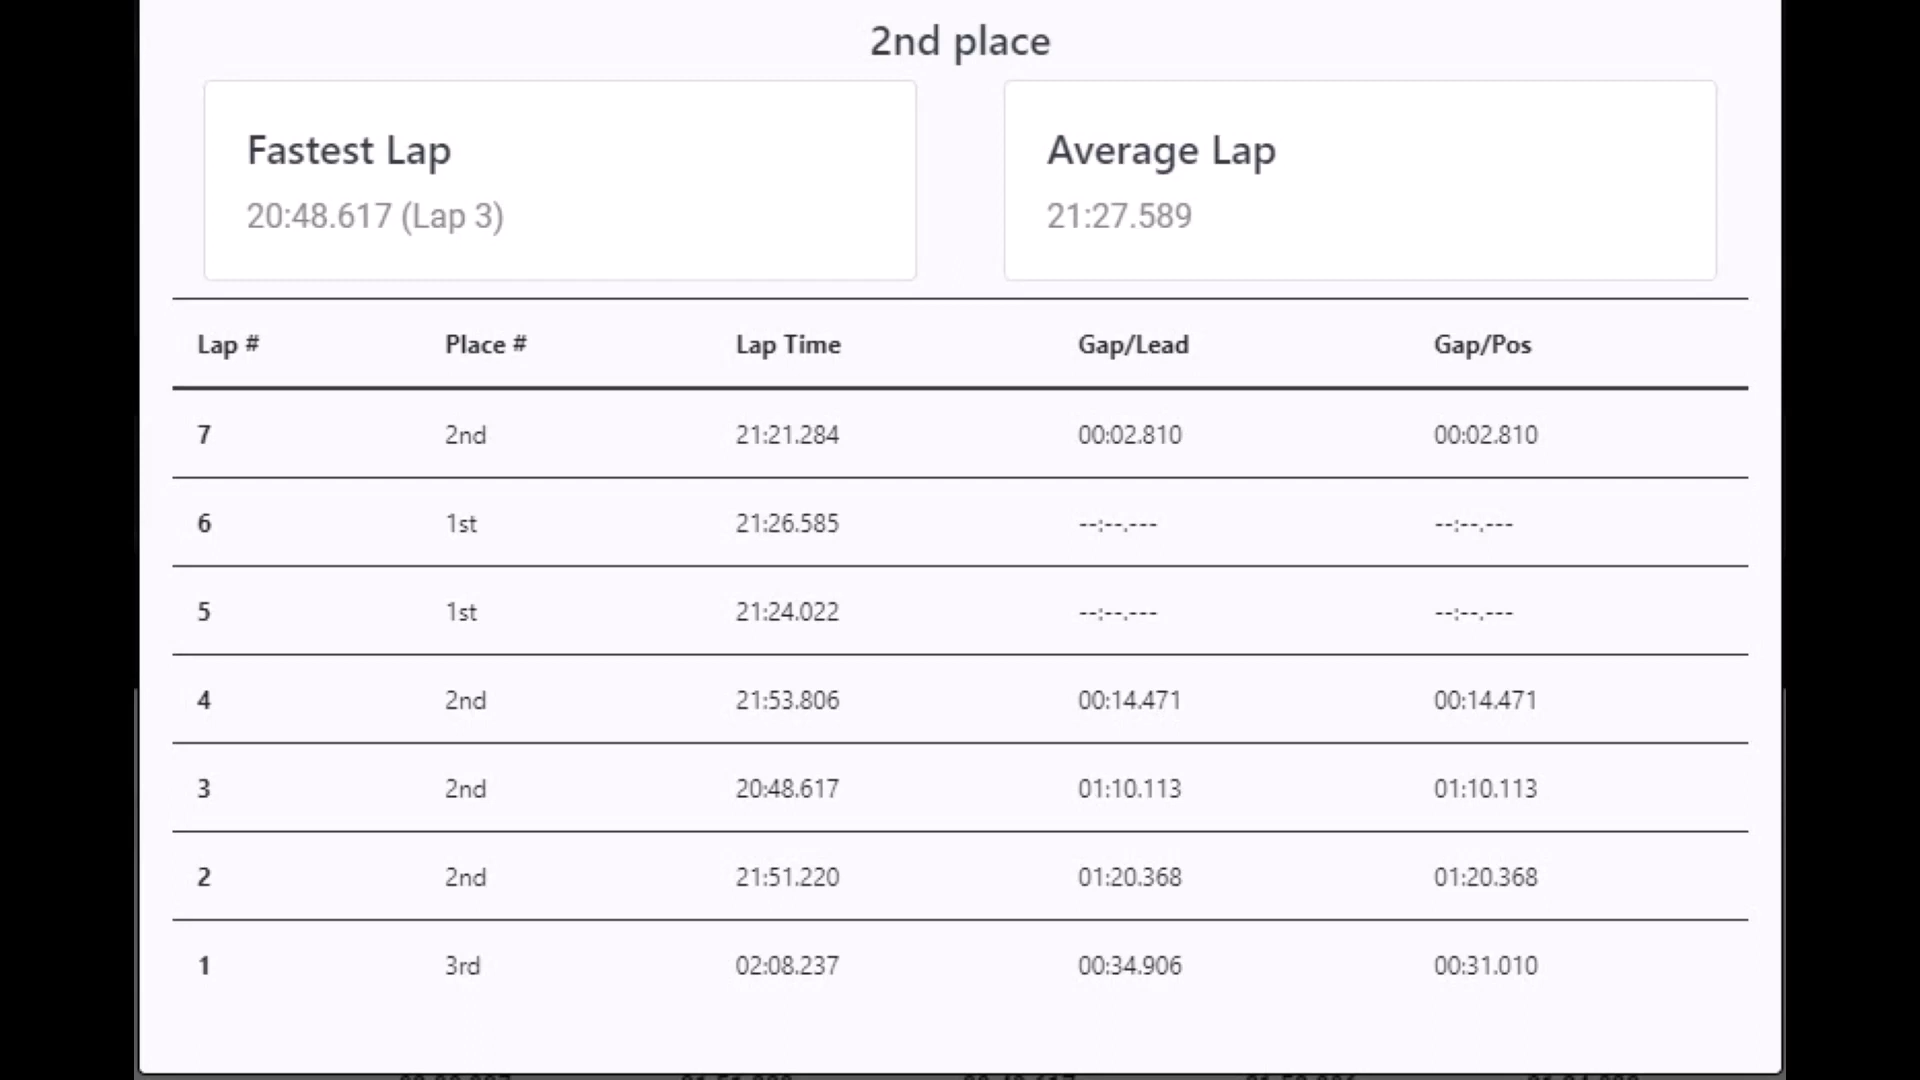 2nd place
Fastest Lap
20:48.617 (Lap 3)
Average Lap
21:27.589
Lap # Place # Lap Time Gap/Lead Gap/Pos
7 2nd 21:21.284 00:02.810 00:02.810
6 1st 21:26.585 --:--.--- --:--.---
5 1st 21:24.022 --:--.--- --:--.---
4 2nd 21:53.806 00:14.471 00:14.471
3 2nd 20:48.617 01:10.113 01:10.113
2 2nd 21:51.220 01:20.368 01:20.368
1 3rd 02:08.237 00:34.906 00:31.010